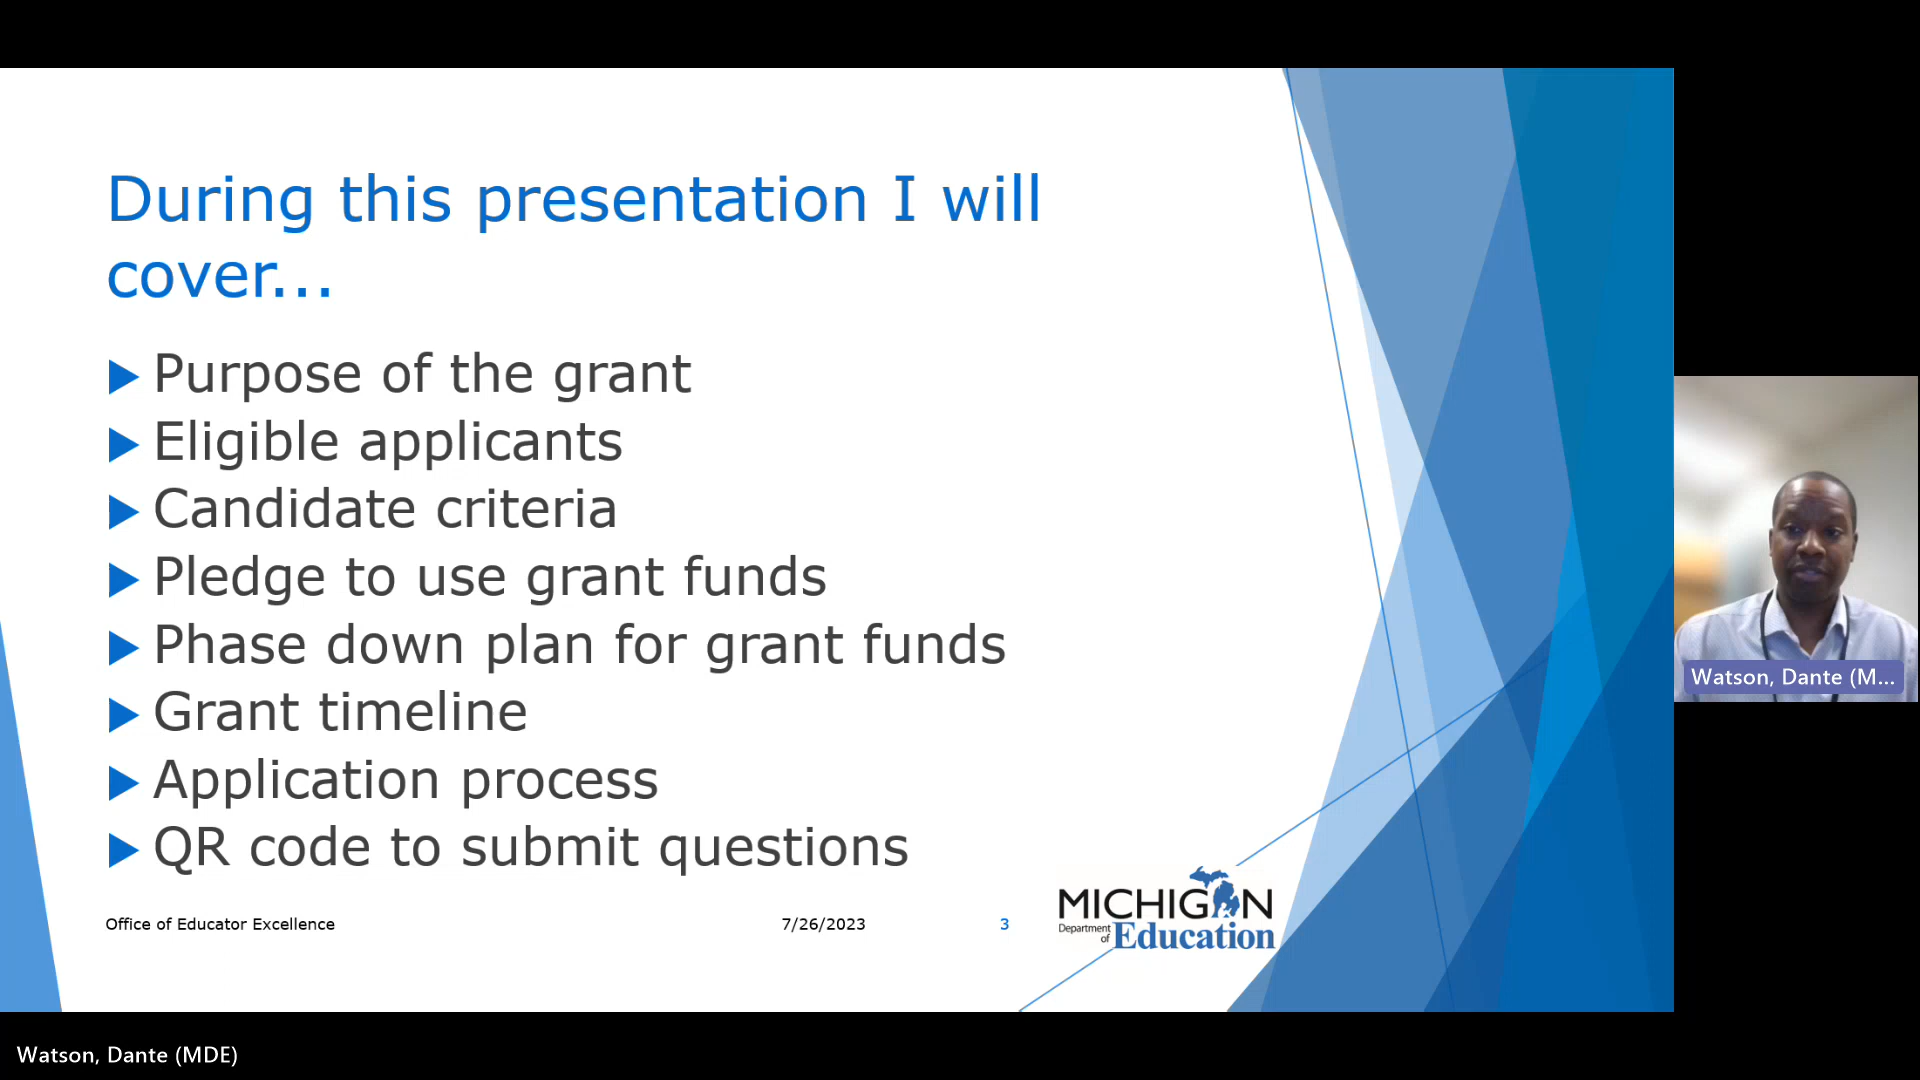 During this presentation I will
cover...
Purpose of the grant
Eligible applicants
Candidate criteria
Pledge to use grant funds
Phase down plan for grant funds
Grant timeline
Application process
QR code to submit questions
Office of Educator Excellence
7/26/2023
3
MICHIGAN
Department
of Education
Watson, Dante (M...
Watson, Dante (MDE)